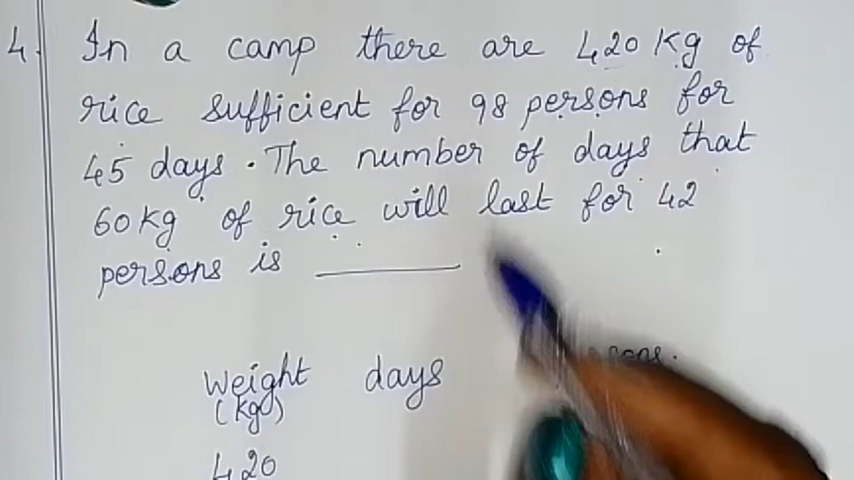 4. In a camp there are 420 Kg of
rice sufficient for 98 persons for
45 days. The number of days that
60 Kg of rice will last for 42
persons is ________
Weight days
(kg)
420